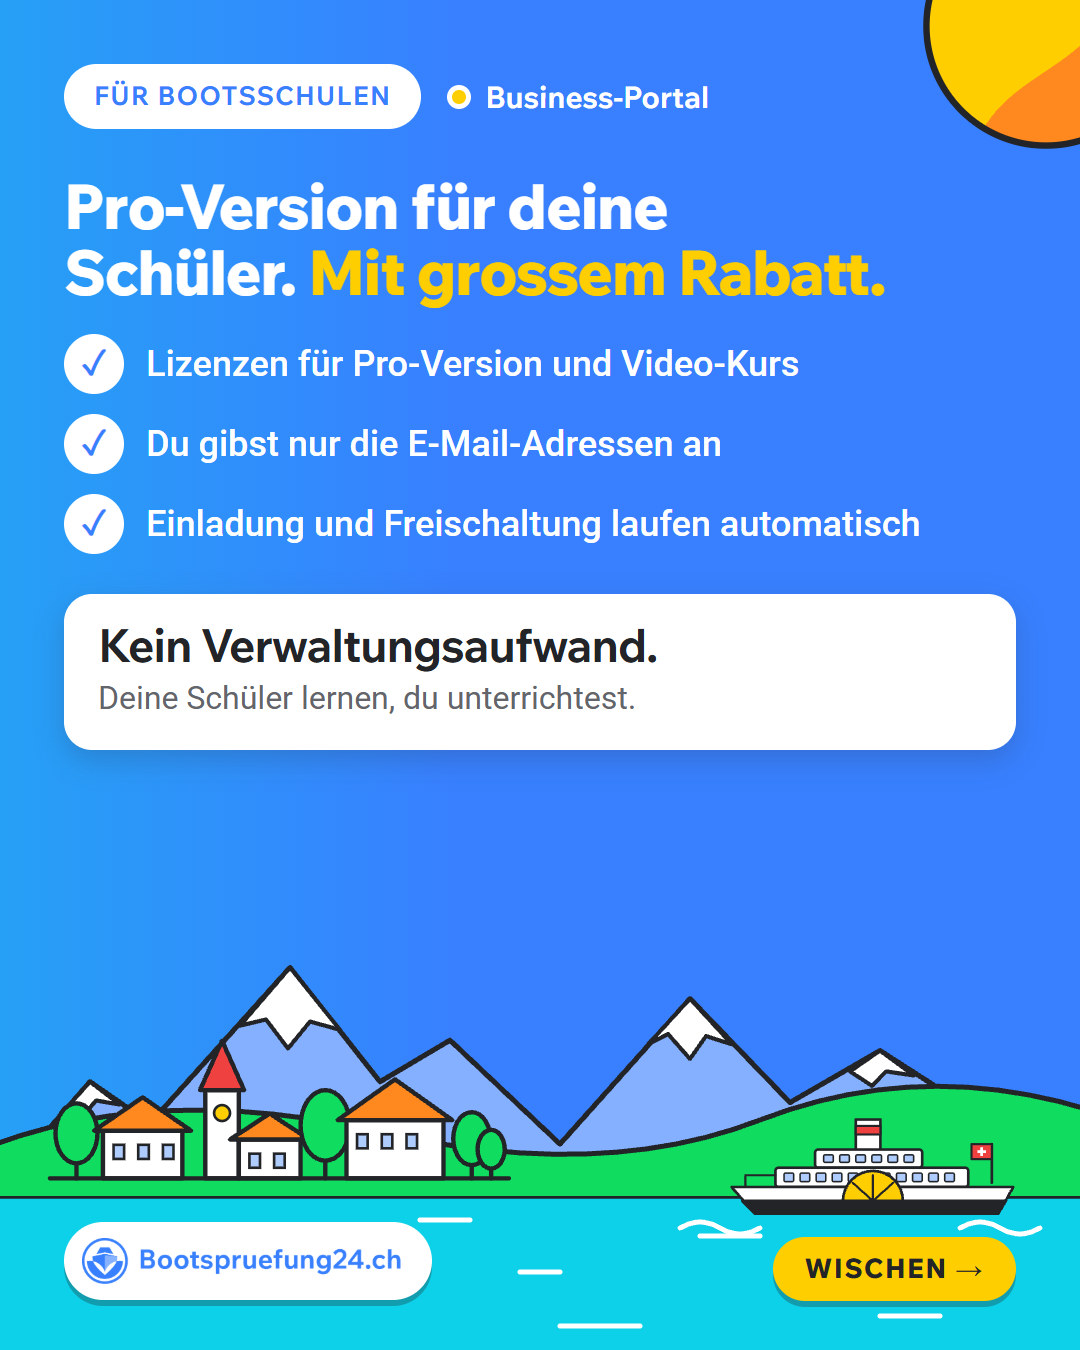 FÜR BOOTSSCHULEN
Business-Portal
Pro-Version für deine
Schüler. Mit grossem Rabatt.
✓ Lizenzen für Pro-Version und Video-Kurs
✓ Du gibst nur die E-Mail-Adressen an
✓ Einladung und Freischaltung laufen automatisch
Kein Verwaltungsaufwand.
Deine Schüler lernen, du unterrichtest.
Bootspruefung24.ch
WISCHEN →